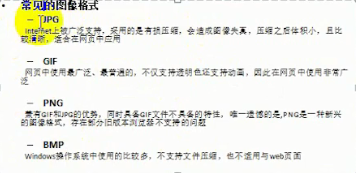 常见的图像格式
– JPG
Internet上被广泛支持，采用的是有损压缩，会造成图像失真，压缩之后体积小，且比
较清晰，适合在网页中应用
– GIF
网页中使用最广泛、最普遍的，不仅支持透明色还支持动画，因此在网页中使用非常广
泛
– PNG
兼有GIF和JPG的优势，同时具备GIF文件不具备的特性，唯一遗憾的是,PNG是一种新兴
的图像格式，存在部分旧版本浏览器不支持的问题
– BMP
Windows操作系统中使用的比较多，不支持文件压缩，也不适用与web页面